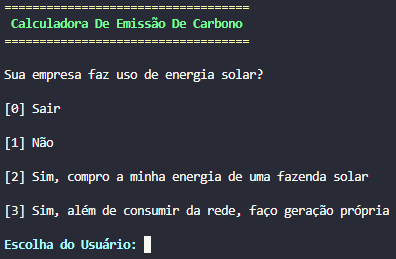 ===================================
Calculadora De Emissão De Carbono
===================================
Sua empresa faz uso de energia solar?
[0] Sair
[1] Não
[2] Sim, compro a minha energia de uma fazenda solar
[3] Sim, além de consumir da rede, faço geração própria
Escolha do Usuário: